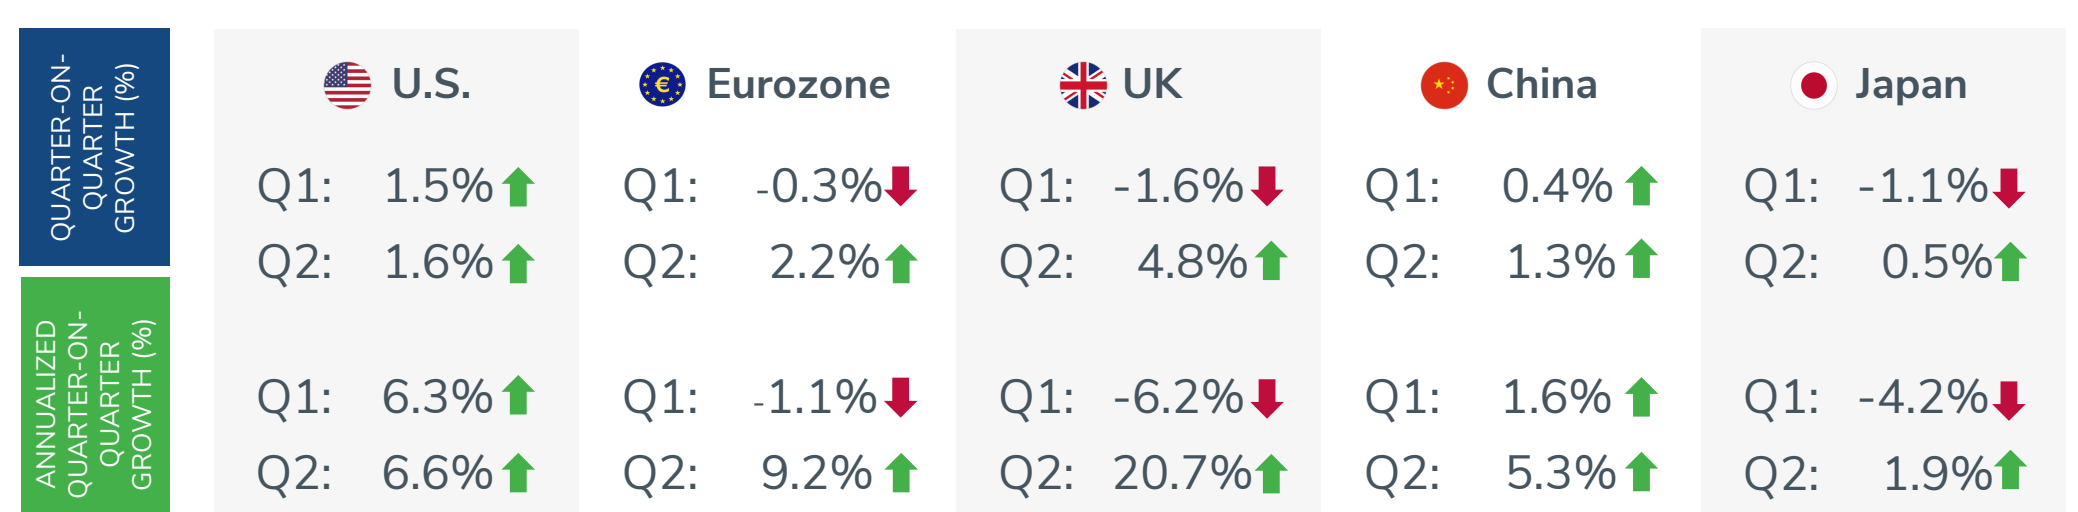 QUARTER-ON-
QUARTER
GROWTH (%)
U.S.
Eurozone
UK
China
Japan
Q1: 1.5%
Q1: -0.3%
Q1: -1.6%
Q1: 0.4%
Q1: -1.1%
Q2: 1.6%
Q2: 2.2%
Q2: 4.8%
Q2: 1.3%
Q2: 0.5%
ANNUALIZED
QUARTER-ON-
QUARTER
GROWTH (%)
Q1: 6.3%
Q1: -1.1%
Q1: -6.2%
Q1: 1.6%
Q1: -4.2%
Q2: 6.6%
Q2: 9.2%
Q2: 20.7%
Q2: 5.3%
Q2: 1.9%